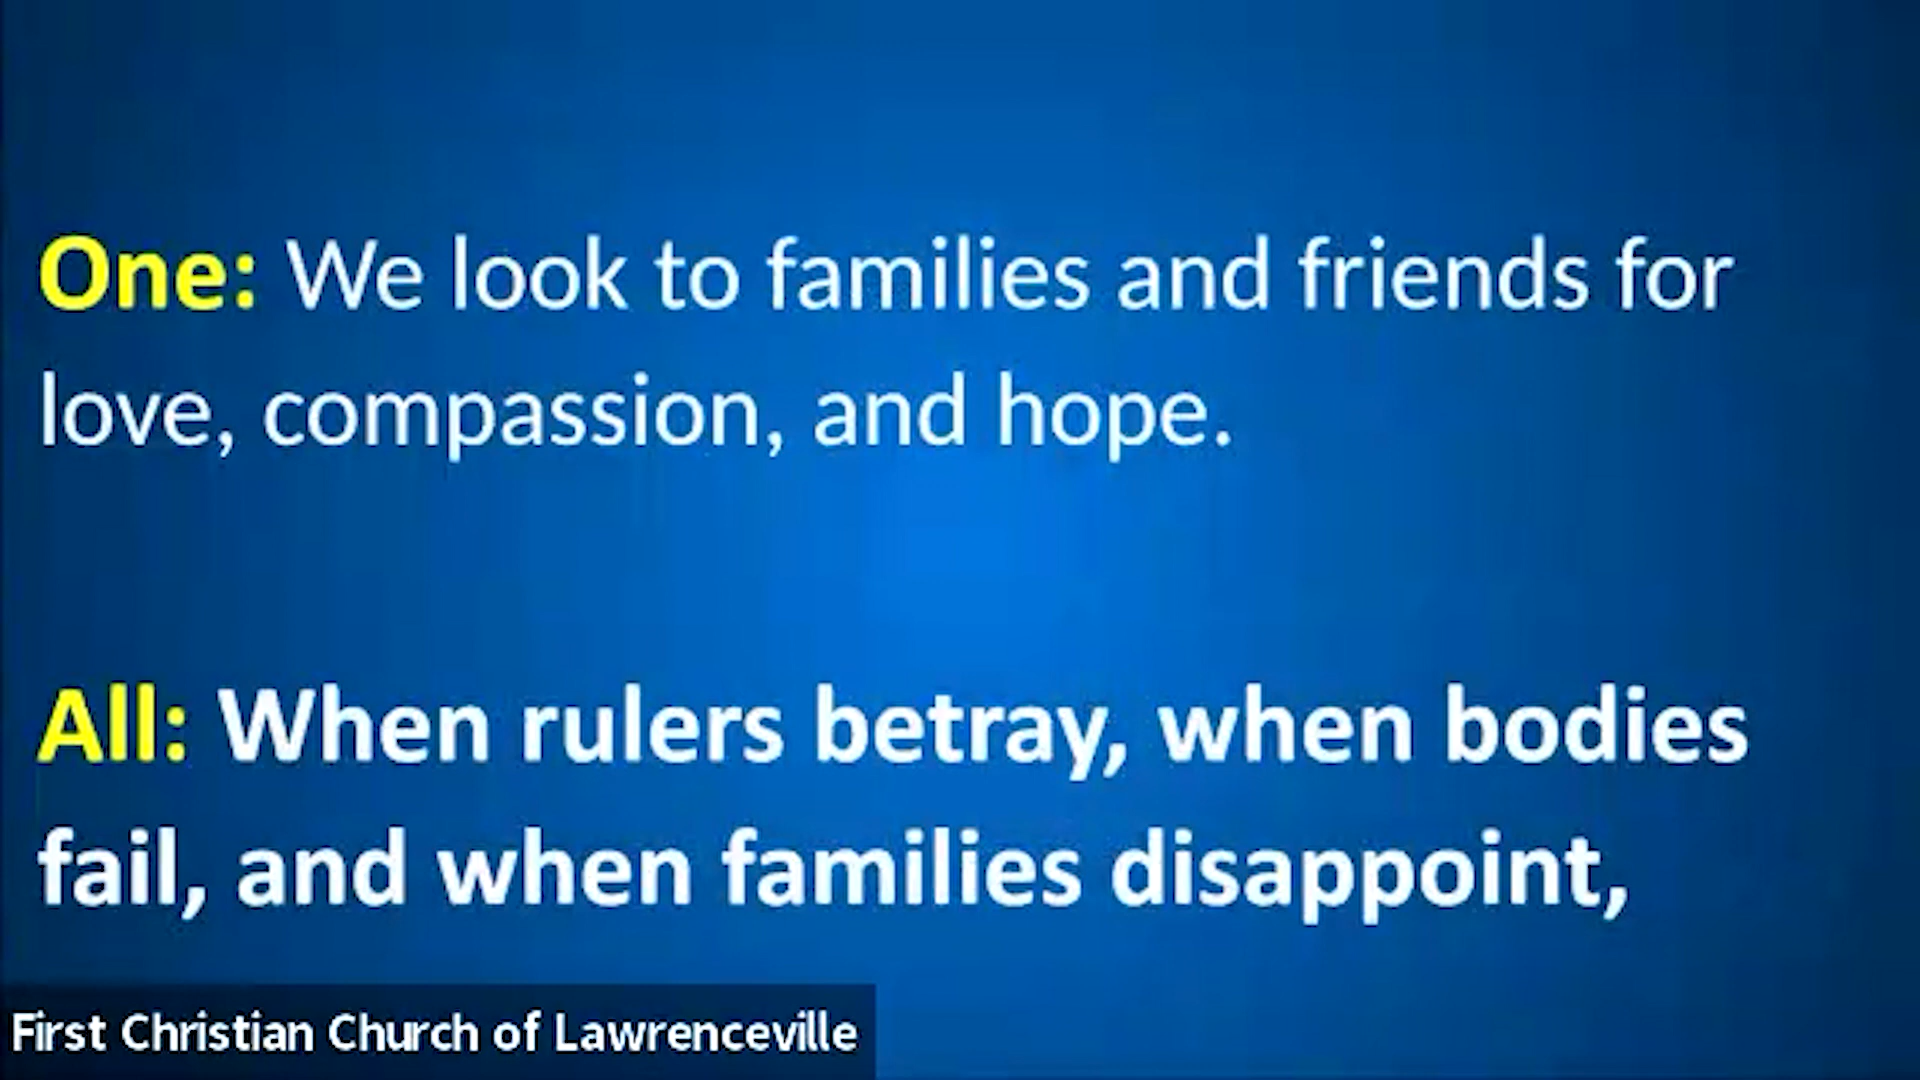 One: We look to families and friends for
love, compassion, and hope.
All: When rulers betray, when bodies
fail, and when families disappoint,
First Christian Church of Lawrenceville